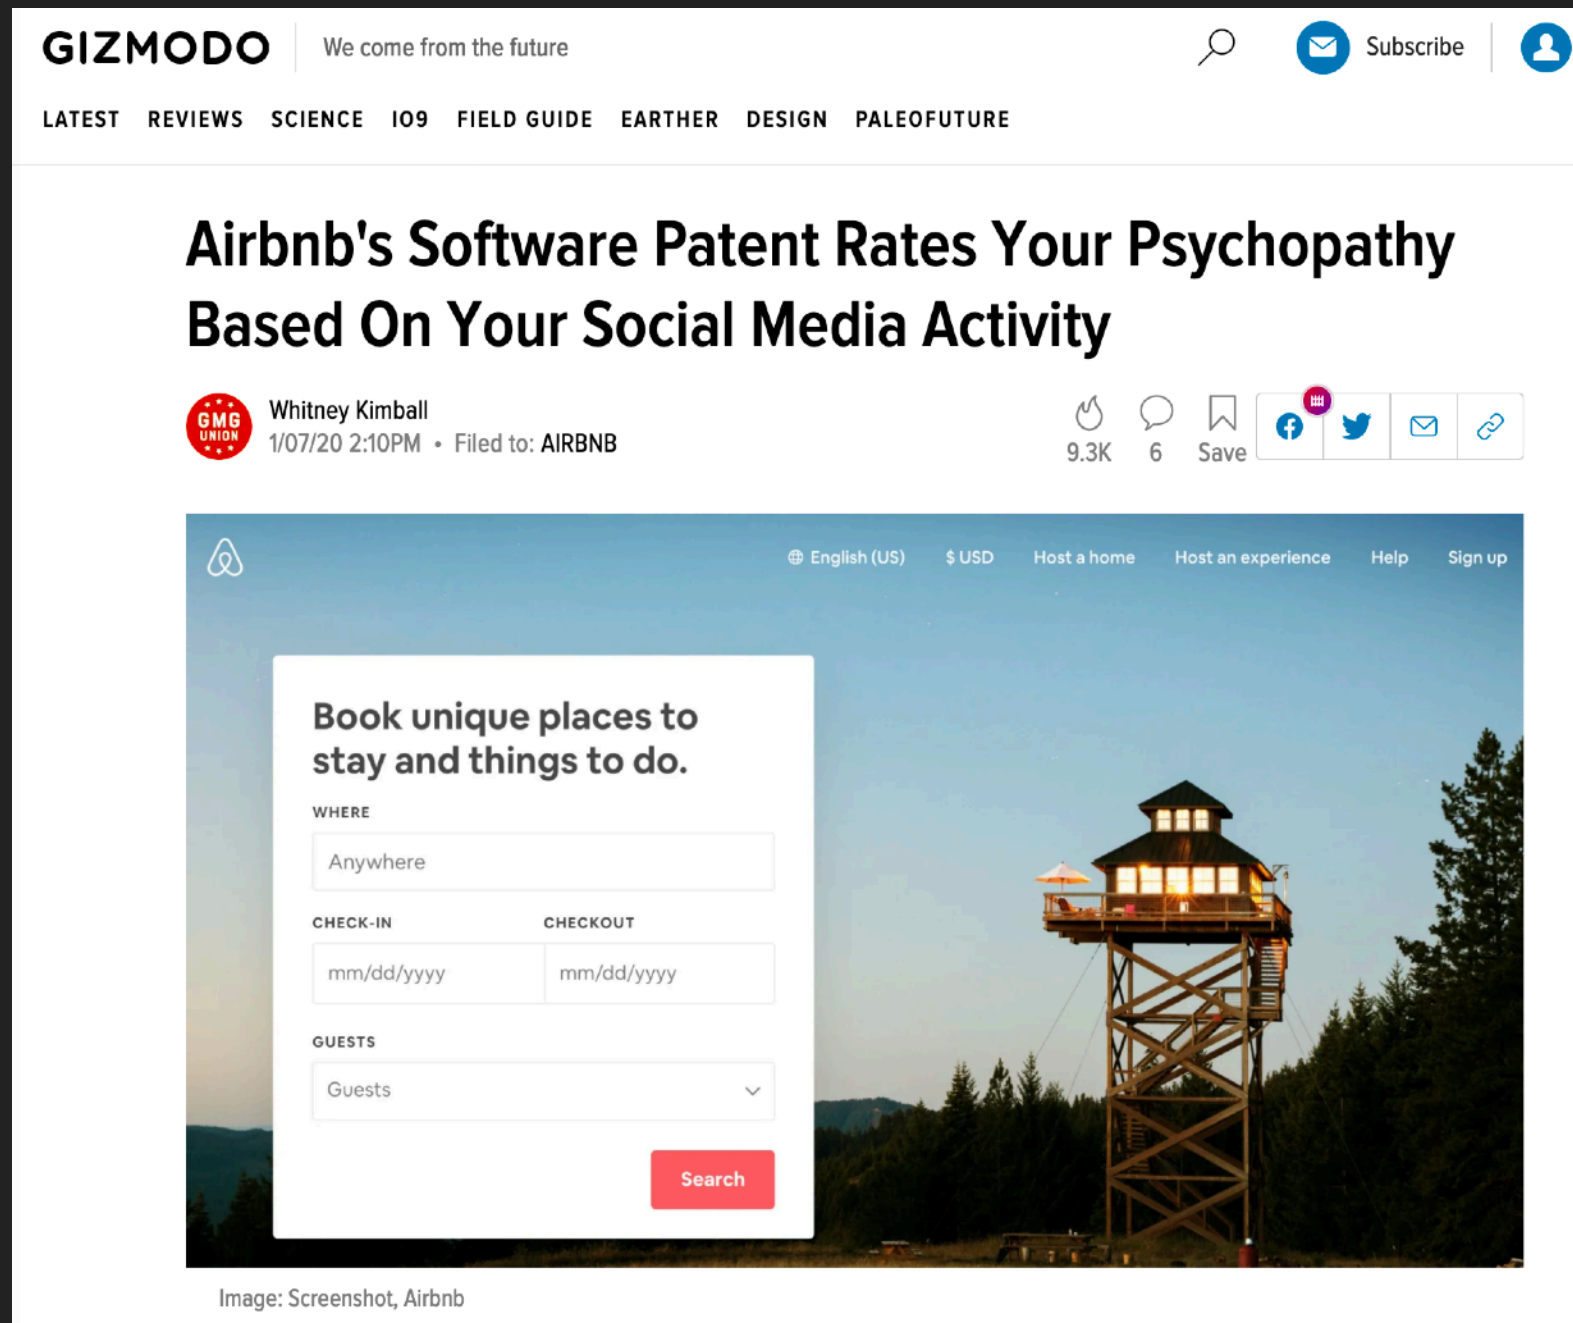 GIZMODO
We come from the future
Subscribe
LATEST REVIEWS SCIENCE IO9 FIELD GUIDE EARTHER DESIGN PALEOFUTURE
Airbnb's Software Patent Rates Your Psychopathy
Based On Your Social Media Activity
GMG
UNION
Whitney Kimball
1/07/20 2:10PM • Filed to: AIRBNB
9.3K
6
Save
English (US) $ USD Host a home Host an experience Help Sign up
Book unique places to
stay and things to do.
WHERE
Anywhere
CHECK-IN CHECKOUT
mm/dd/yyyy mm/dd/yyyy
GUESTS
Guests
Search
Image: Screenshot, Airbnb